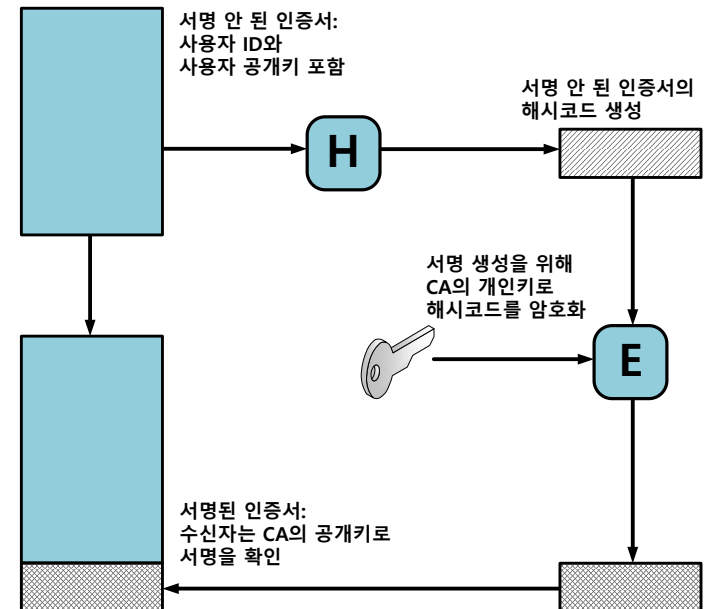 서명 안 된 인증서:
사용자 ID와
사용자 공개키 포함
서명 안 된 인증서의
해시코드 생성
H
서명 생성을 위해
CA의 개인키로
해시코드를 암호화
E
서명된 인증서:
수신자는 CA의 공개키로
서명을 확인